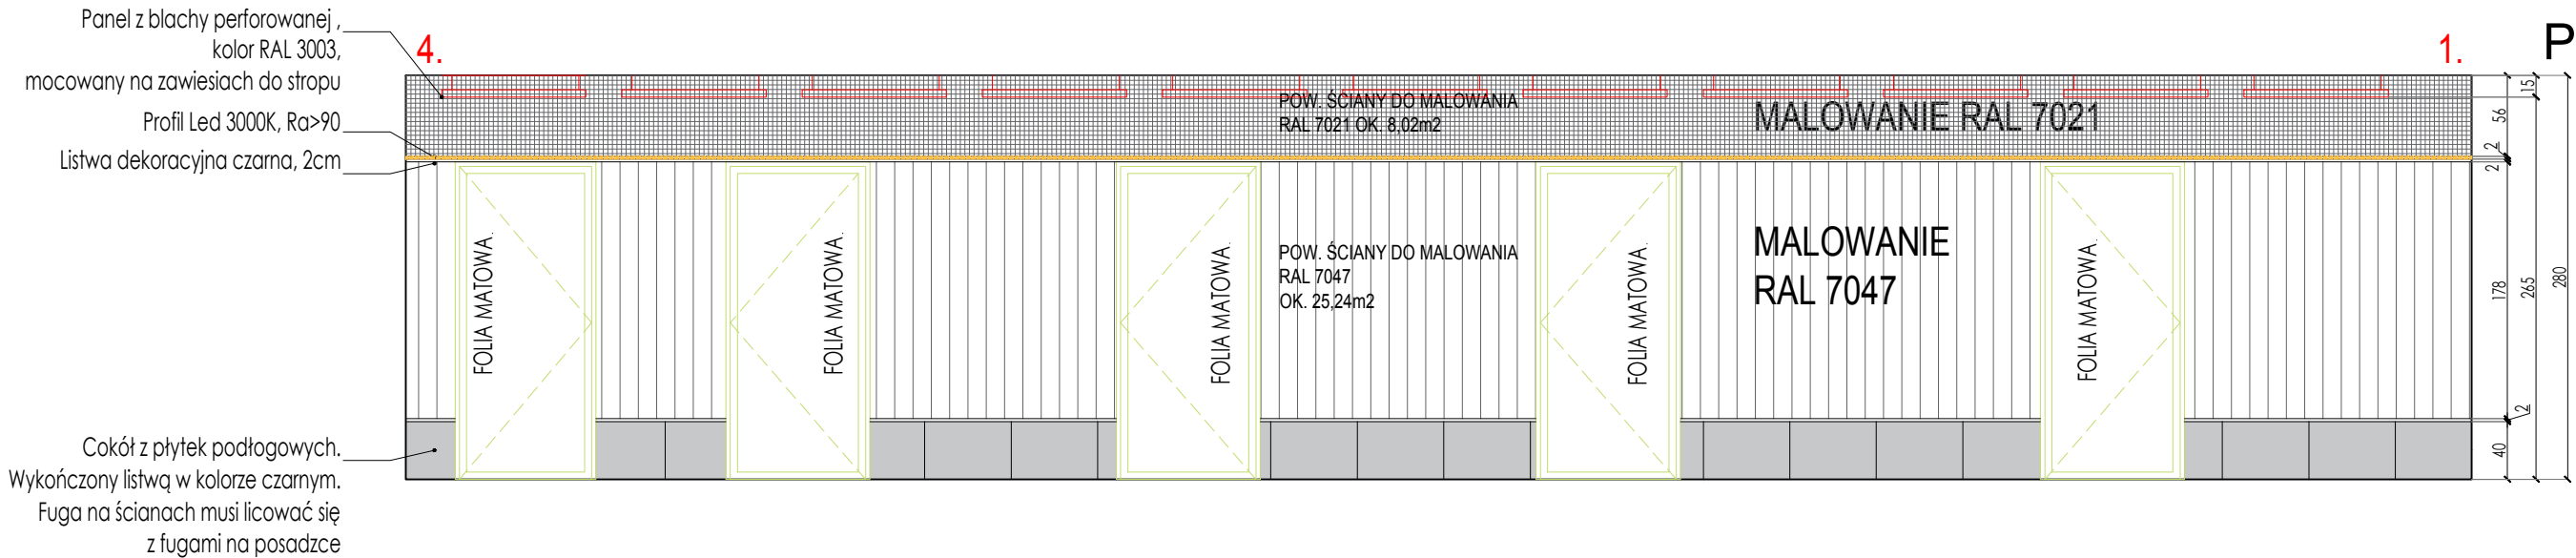 Panel z blachy perforowanej ,
kolor RAL 3003,
mocowany na zawiesiach do stropu
Profil Led 3000K, Ra>90
Listwa dekoracyjna czarna, 2cm
Cokół z płytek podłogowych.
Wykończony listwą w kolorze czarnym.
Fuga na ścianach musi licować się
z fugami na posadzce
4.
1.
P
POW. ŚCIANY DO MALOWANIA
RAL 7021 OK. 8,02m2
MALOWANIE RAL 7021
FOLIA MATOWA.
FOLIA MATOWA.
FOLIA MATOWA.
POW. ŚCIANY DO MALOWANIA
RAL 7047
OK. 25,24m2
FOLIA MATOWA.
MALOWANIE
RAL 7047
FOLIA MATOWA.
15
56
2
2
178
2
40
265
280